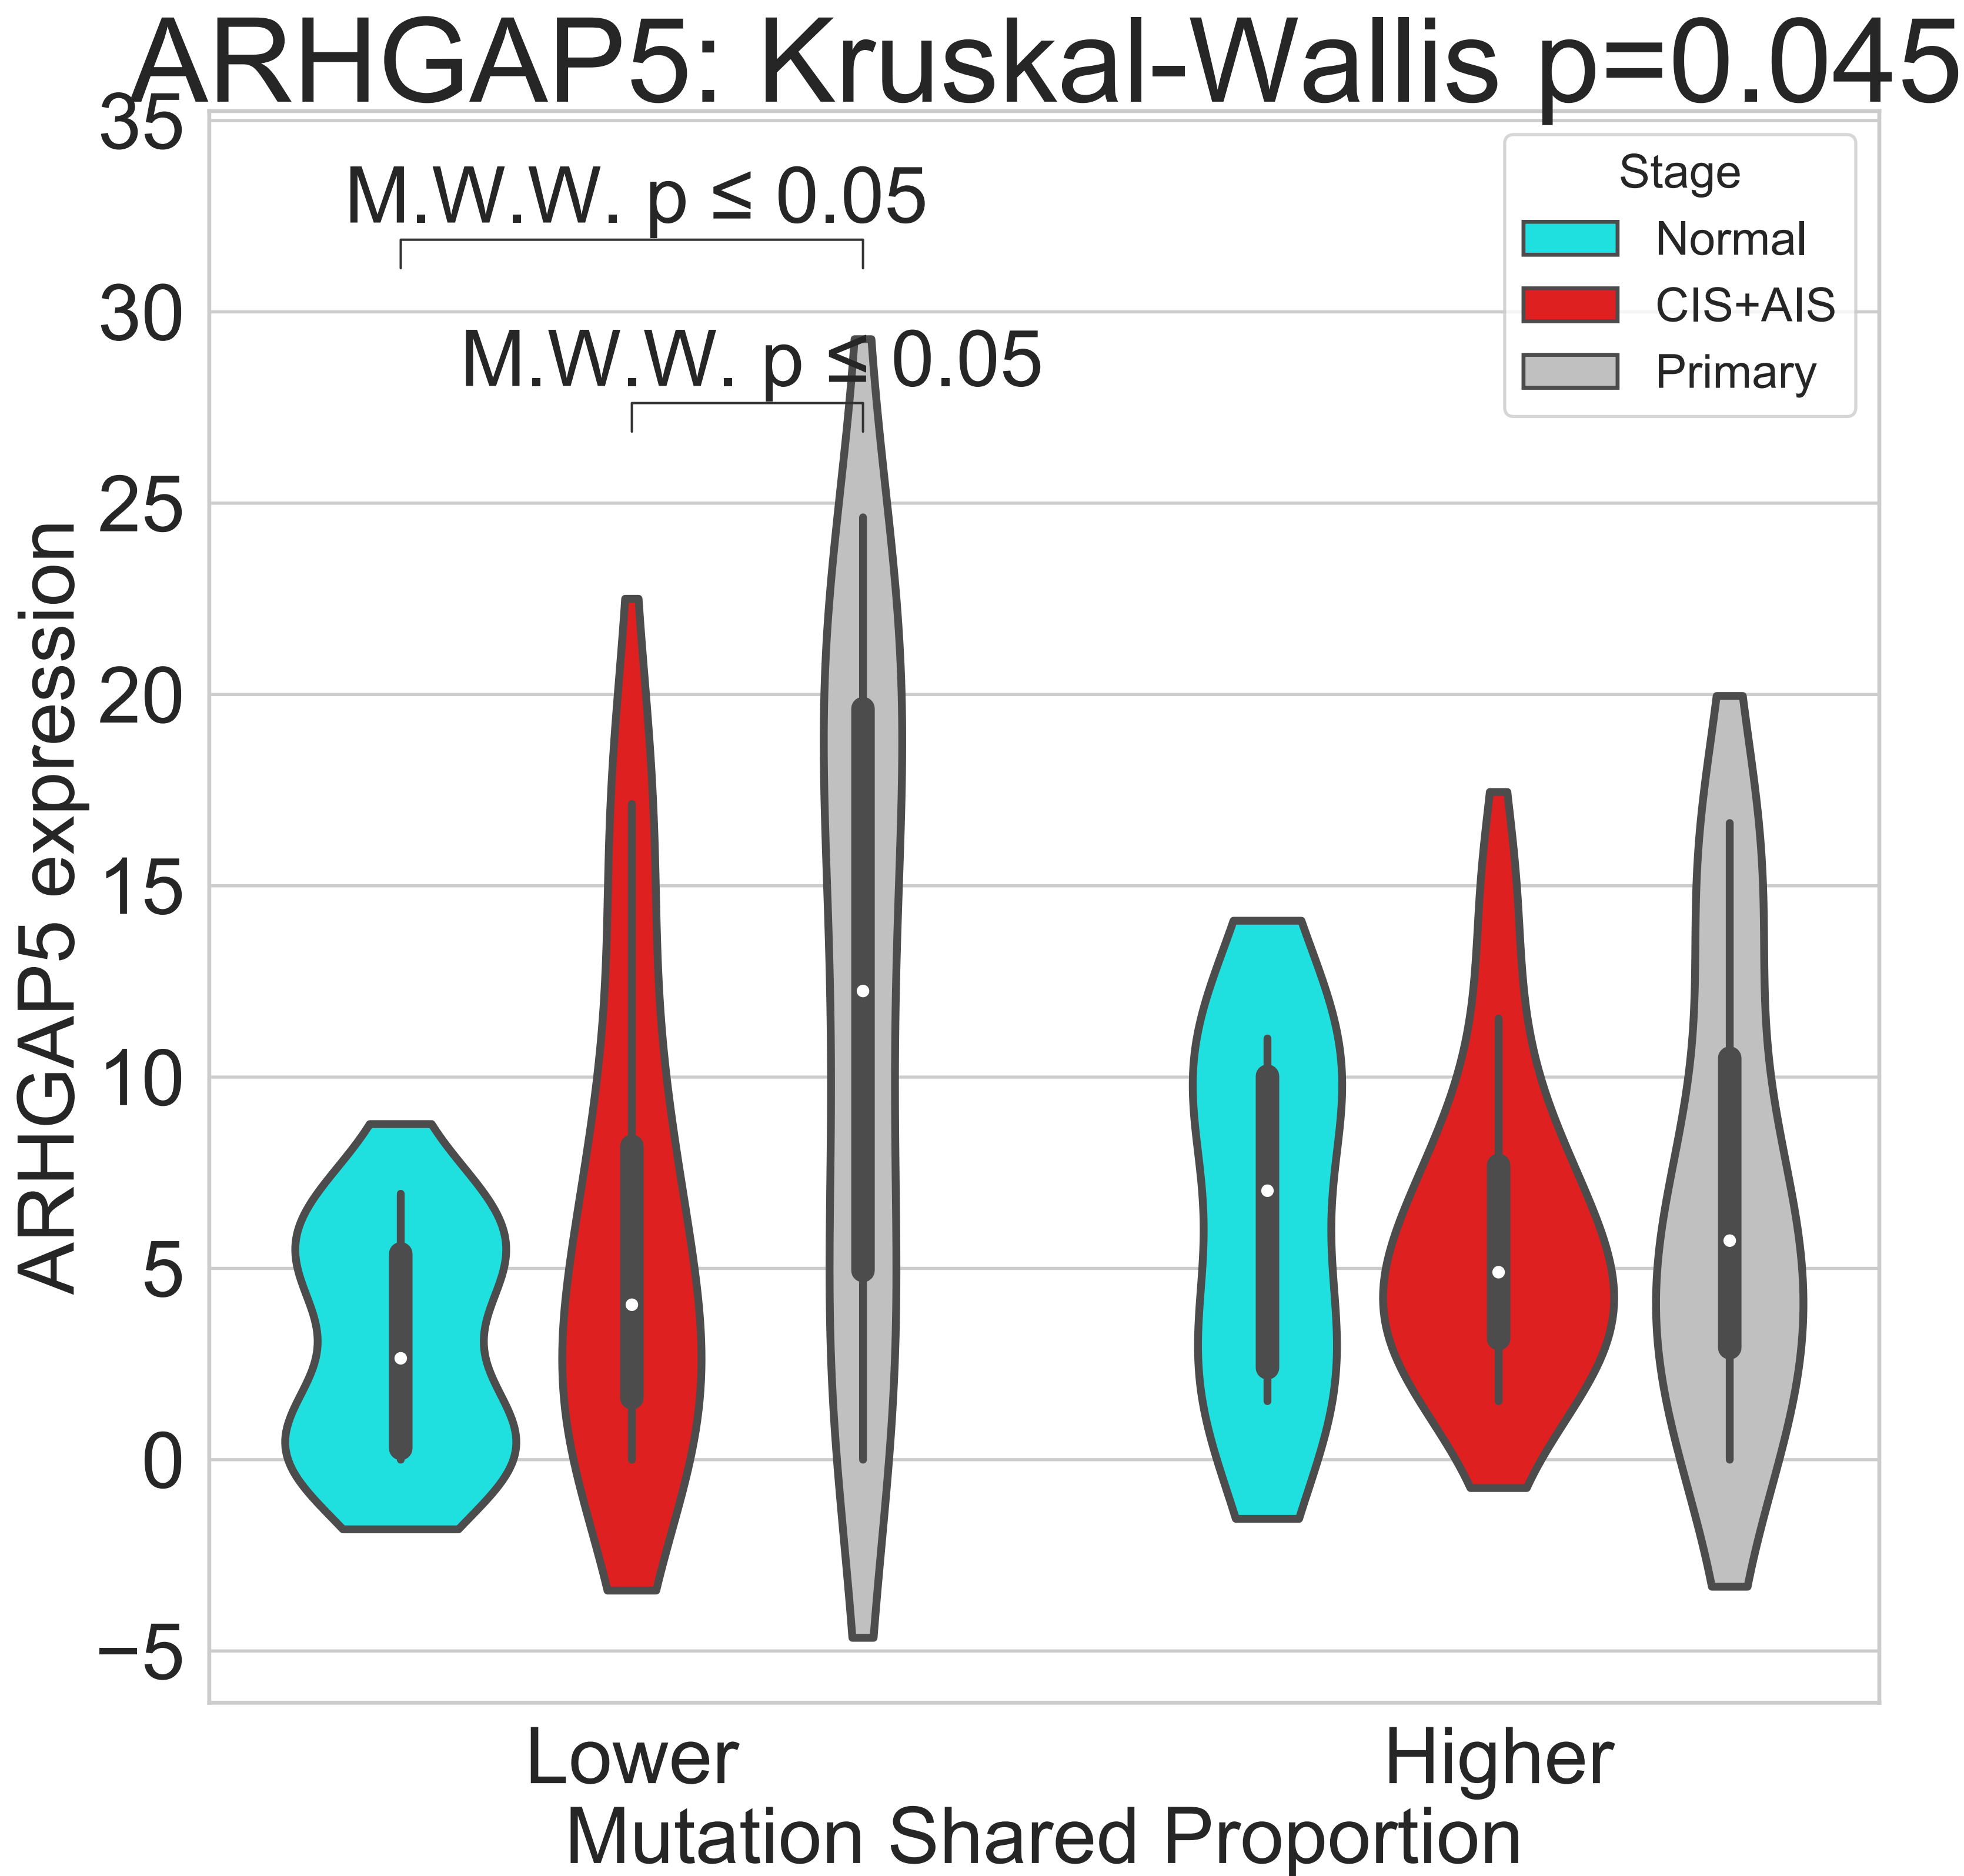 ARHGAP5: Kruskal-Wallis p=0.045
35
30
25
20
15
10
5
0
−5
ARHGAP5 expression
M.W.W. p ≤ 0.05
M.W.W. p ≤ 0.05
Stage
Normal
CIS+AIS
Primary
Lower
Higher
Mutation Shared Proportion